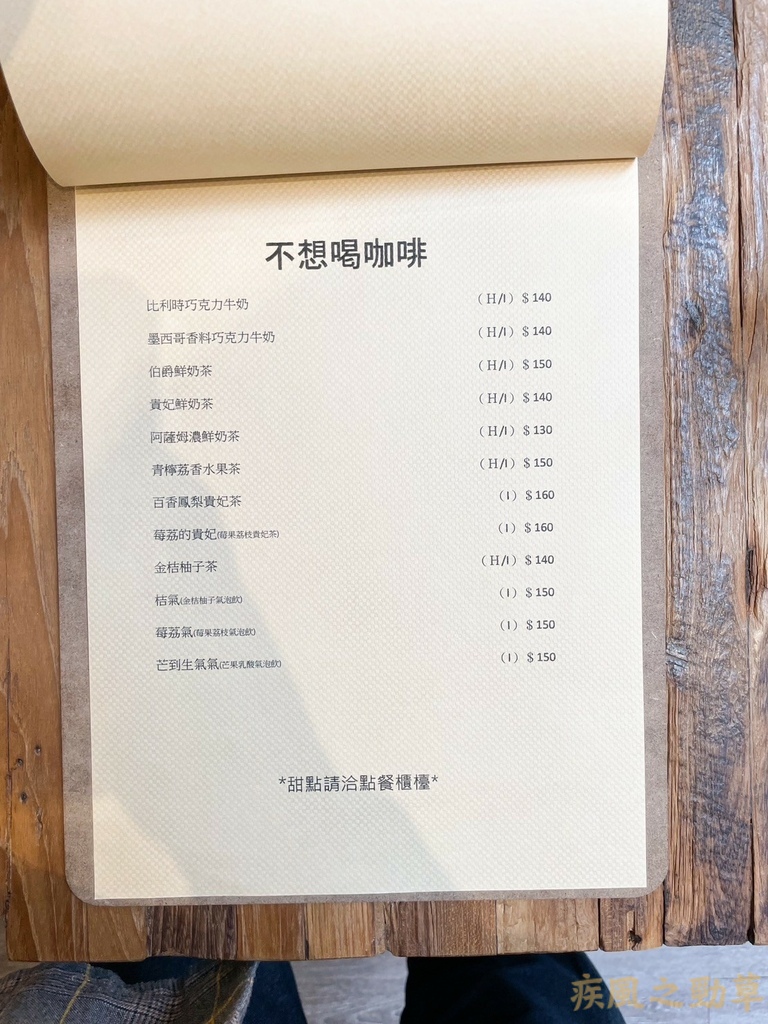 不想喝咖啡
比利時巧克力牛奶 （H/I）＄140
墨西哥香料巧克力牛奶 （H/I）＄140
伯爵鮮奶茶 （H/I）＄150
貴妃鮮奶茶 （H/I）＄140
阿薩姆濃鮮奶茶 （H/I）＄130
青檸荔香水果茶 （H/I）＄150
百香鳳梨貴妃茶 （I）＄160
莓荔的貴妃(莓果荔枝貴妃茶) （I）＄160
金桔柚子茶 （H/I）＄140
桔氣(金桔柚子氣泡飲) （I）＄150
莓荔氣(莓果荔枝氣泡飲) （I）＄150
芒到生氣氣(芒果乳酸氣泡飲) （I）＄150
*甜點請洽點餐櫃檯*
疾風之勁草